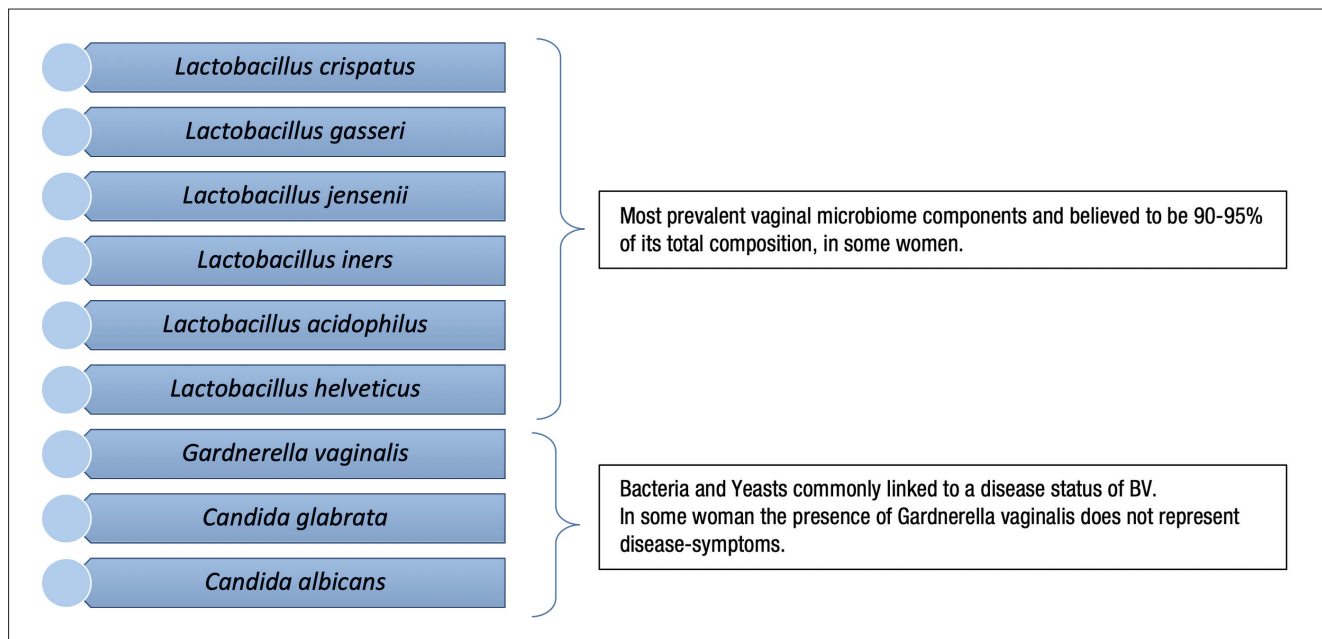 Lactobacillus crispatus
Lactobacillus gasseri
Lactobacillus jensenii
Lactobacillus iners
Lactobacillus acidophilus
Lactobacillus helveticus
Most prevalent vaginal microbiome components and believed to be 90-95%
of its total composition, in some women.
Gardnerella vaginalis
Candida glabrata
Candida albicans
Bacteria and Yeasts commonly linked to a disease status of BV.
In some woman the presence of Gardnerella vaginalis does not represent
disease-symptoms.